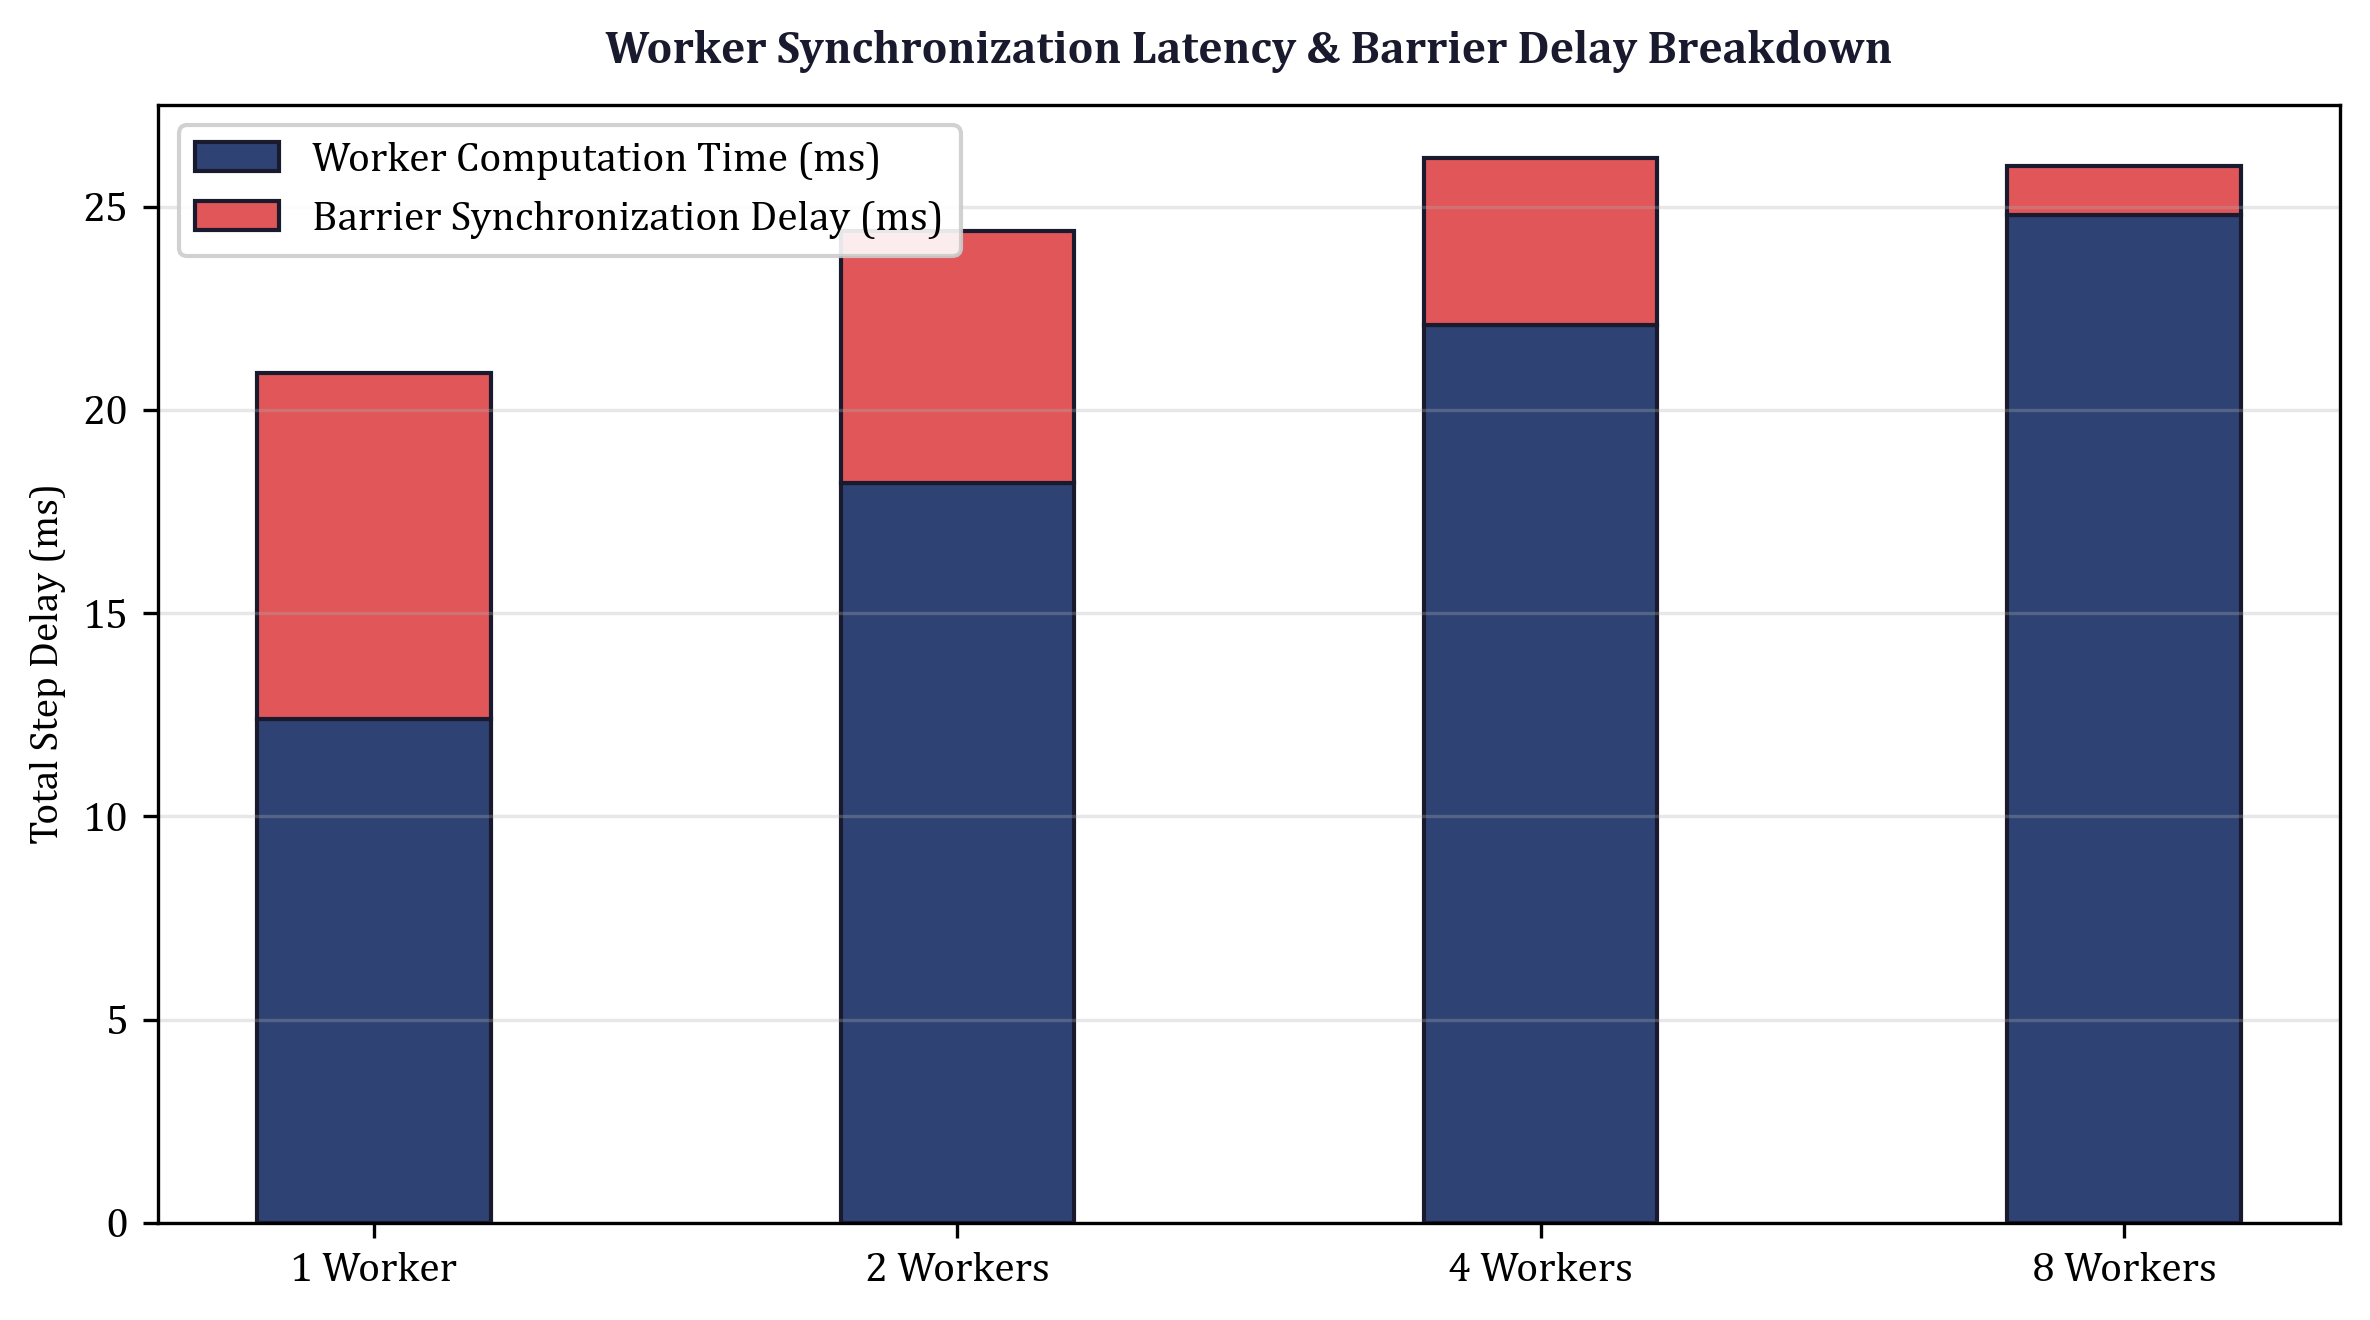 Worker Synchronization Latency & Barrier Delay Breakdown
Worker Computation Time (ms)
Barrier Synchronization Delay (ms)
Total Step Delay (ms)
25
20
15
10
5
0
1 Worker
2 Workers
4 Workers
8 Workers